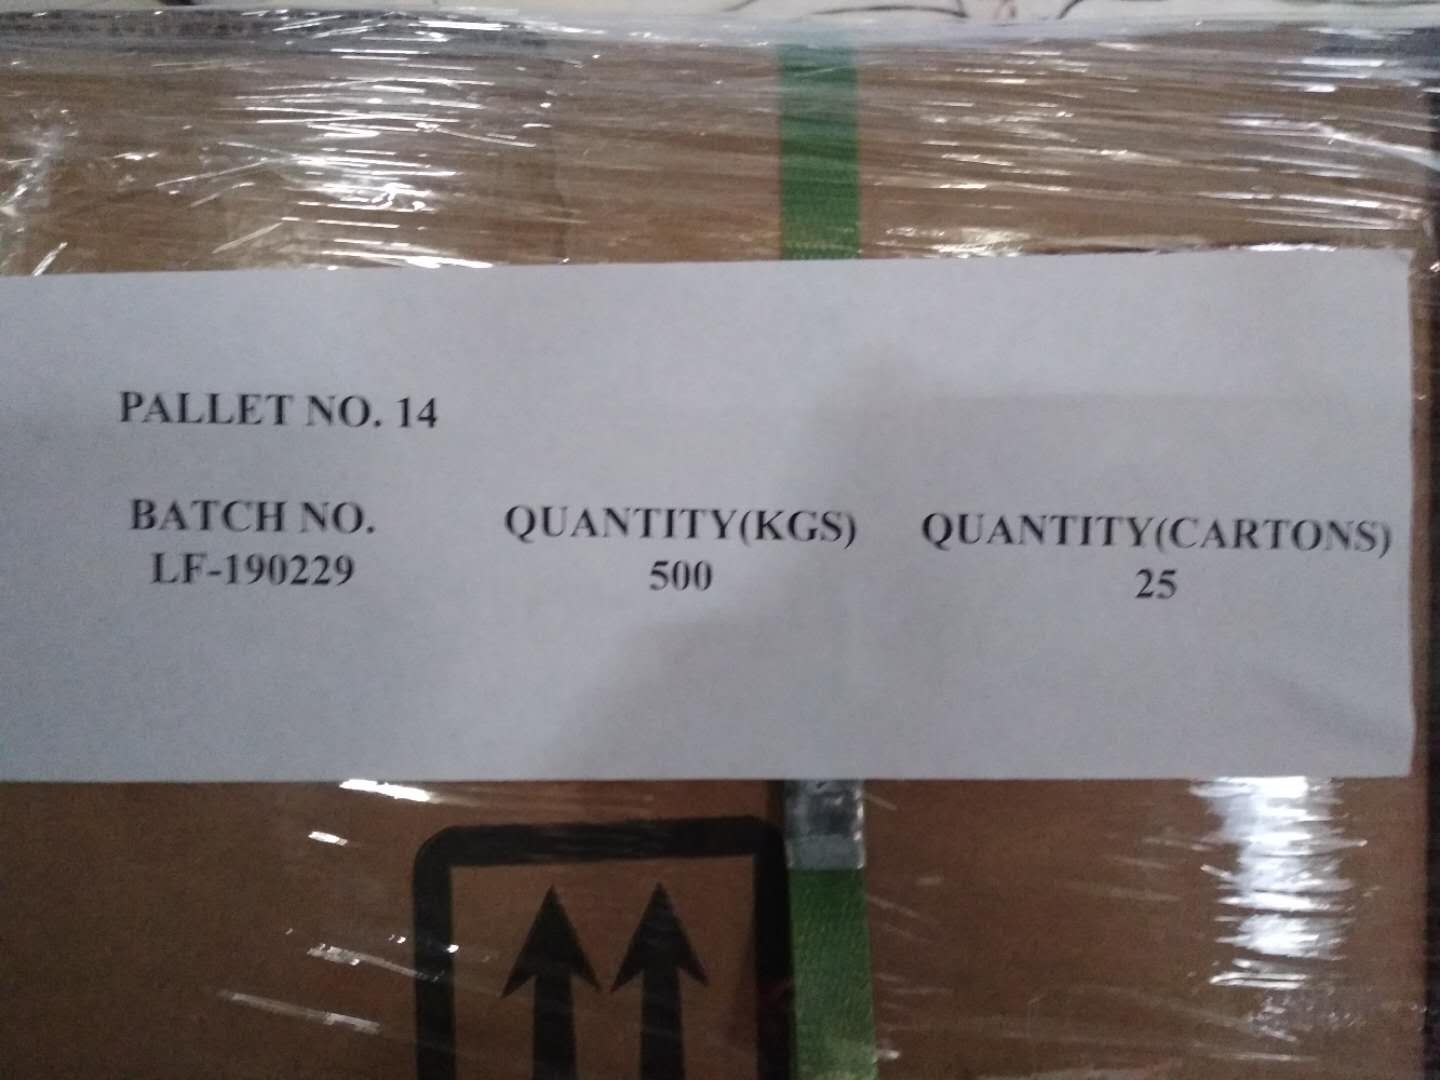 PALLET NO. 14
BATCH NO. QUANTITY(KGS) QUANTITY(CARTONS)
LF-190229 500 25